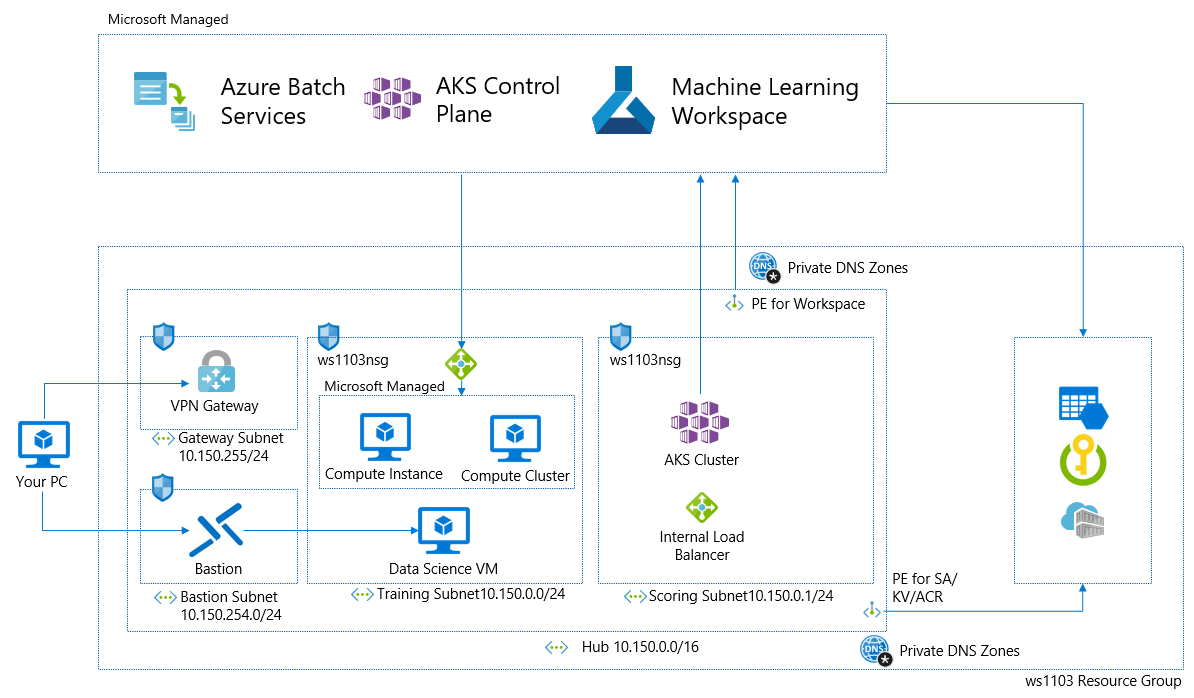 Microsoft Managed
Azure Batch
Services
AKS Control
Plane
Machine Learning
Workspace
DNS
Private DNS Zones
PE for Workspace
ws1103nsg
ws1103nsg
Microsoft Managed
VPN Gateway
Gateway Subnet
10.150.255/24
Your PC
Compute Instance
Compute Cluster
AKS Cluster
Internal Load
Balancer
Bastion
Data Science VM
Bastion Subnet
10.150.254.0/24
Training Subnet10.150.0.0/24
Scoring Subnet10.150.0.1/24
PE for SA/
KV/ACR
Hub 10.150.0.0/16
DNS
Private DNS Zones
ws1103 Resource Group